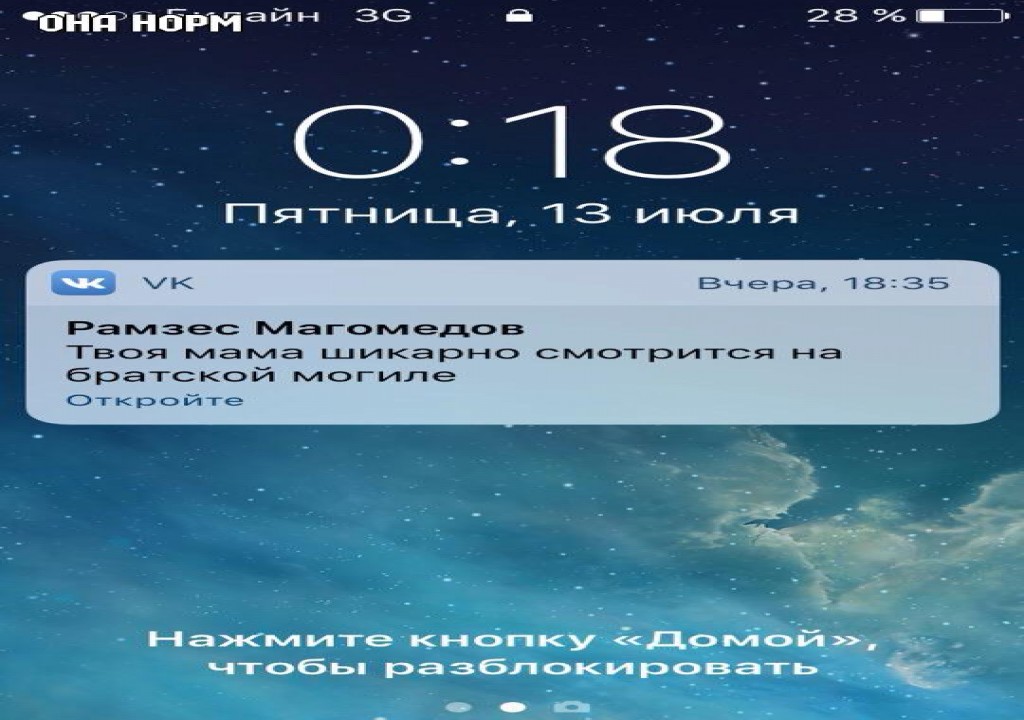 Билайн 3G 28 %
ОНА НОРМ
0:18
Пятница, 13 июля
VK Вчера, 18:35
Рамзес Магомедов
Твоя мама шикарно смотрится на
братской могиле
Откройте
Нажмите кнопку «Домой»,
чтобы разблокировать